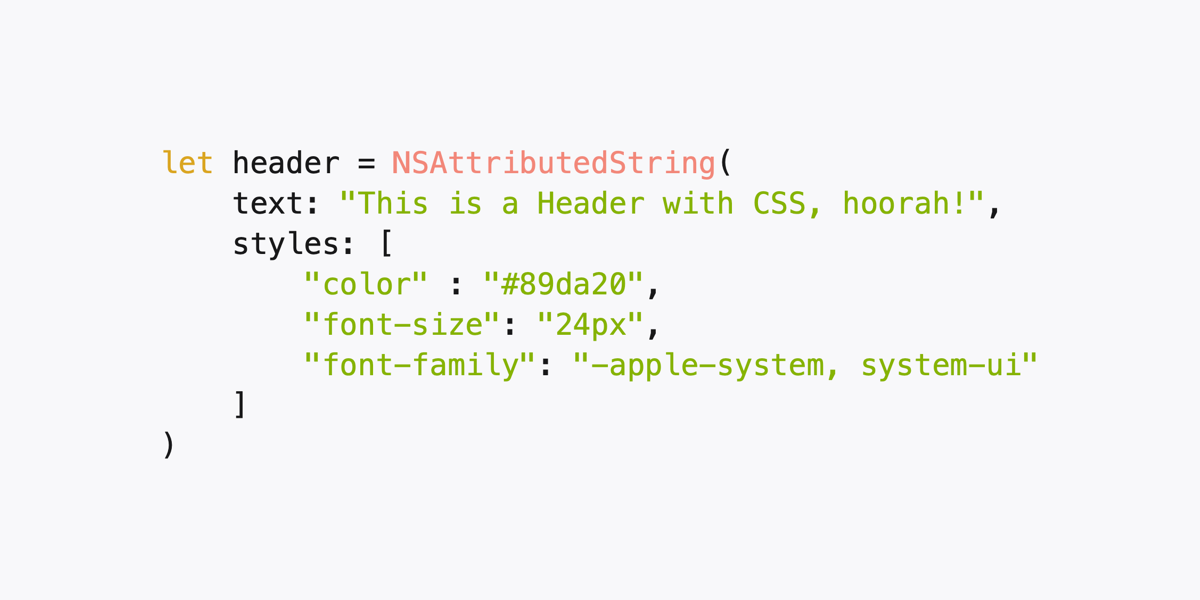 let header = NSAttributedString(
    text: "This is a Header with CSS, hoorah!",
    styles: [
        "color" : "#89da20",
        "font-size": "24px",
        "font-family": "-apple-system, system-ui"
    ]
)